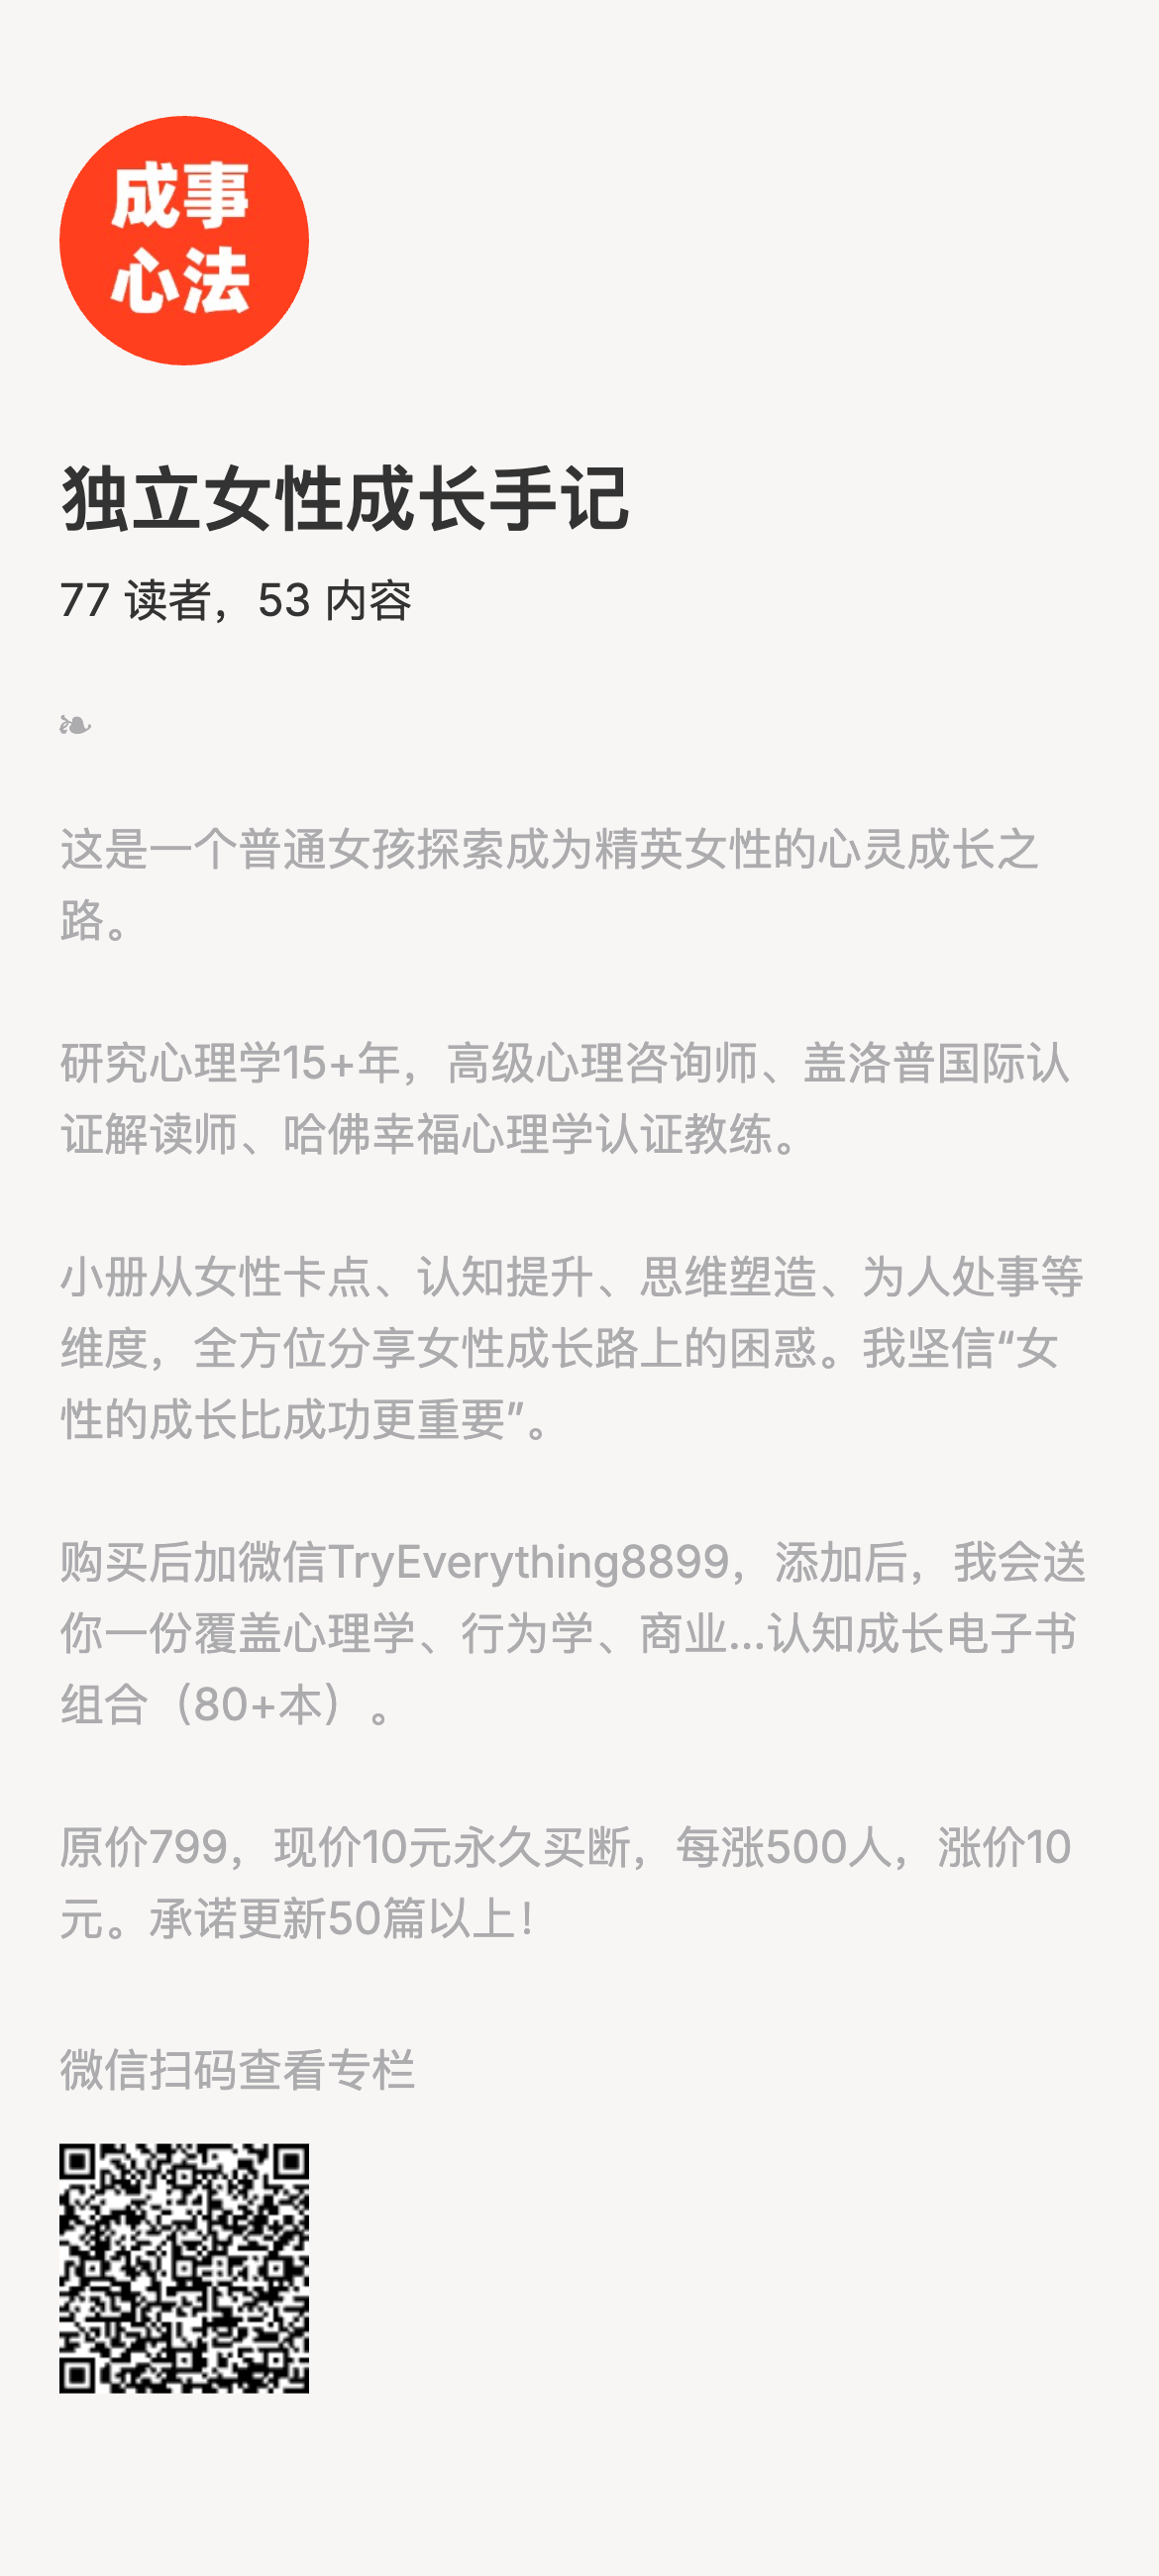 成事
心法
独立女性成长手记
77 读者，53 内容
❧
这是一个普通女孩探索成为精英女性的心灵成长之
路。
研究心理学15+年，高级心理咨询师、盖洛普国际认
证解读师、哈佛幸福心理学认证教练。
小册从女性卡点、认知提升、思维塑造、为人处事等
维度，全方位分享女性成长路上的困惑。我坚信“女
性的成长比成功更重要”。
购买后加微信TryEverything8899，添加后，我会送
你一份覆盖心理学、行为学、商业...认知成长电子书
组合（80+本）。
原价799，现价10元永久买断，每涨500人，涨价10
元。承诺更新50篇以上！
微信扫码查看专栏